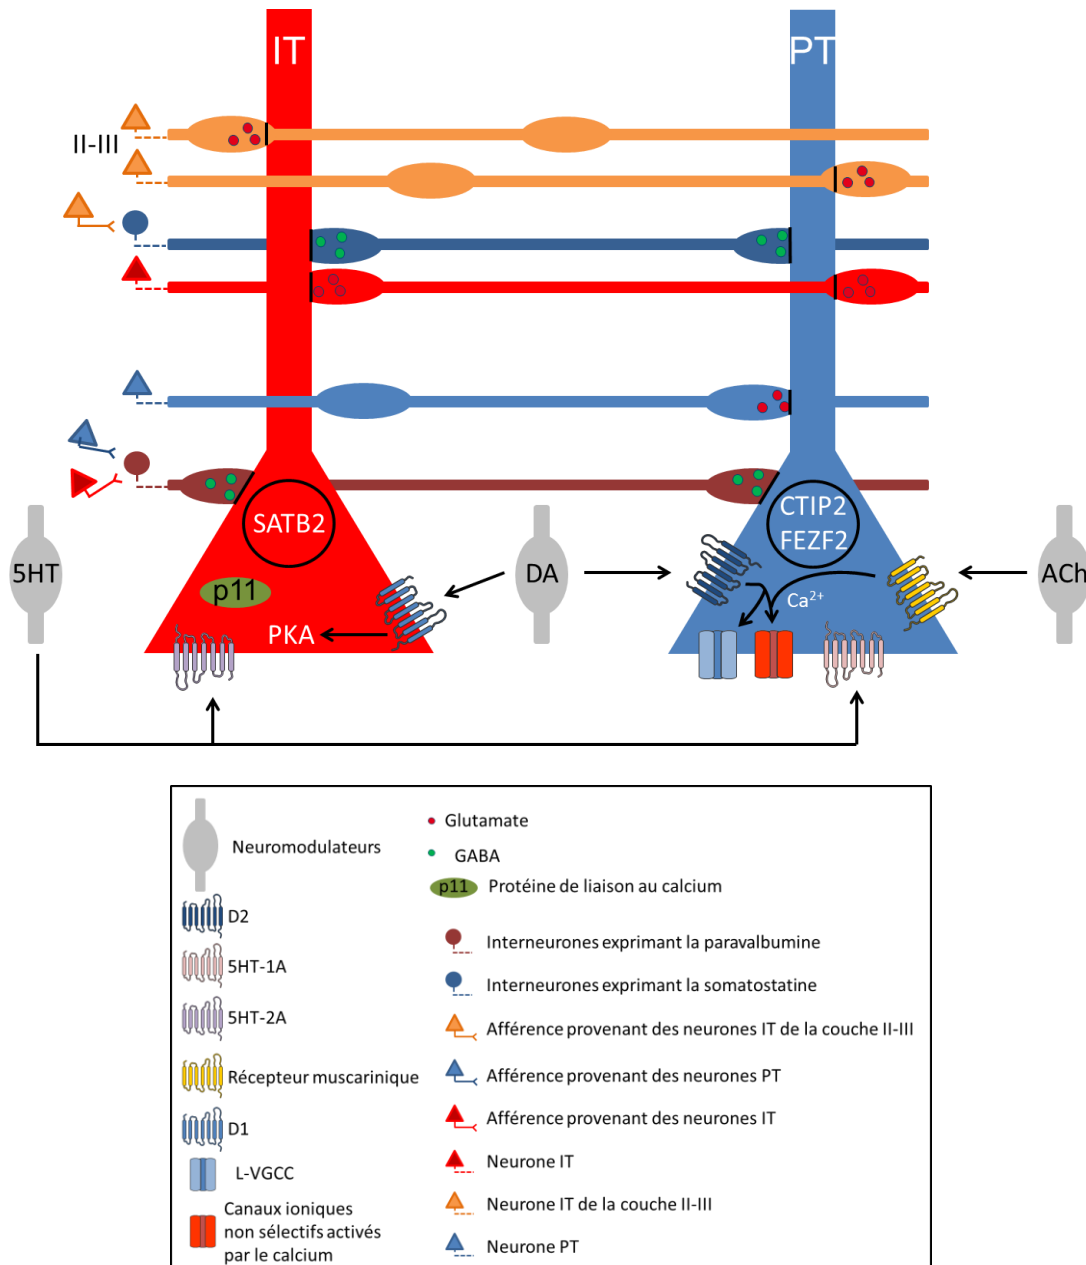 IT
PT
II-III
SATB2
CTIP2
FEZF2
5HT
DA
ACh
p11
PKA
Ca2+
Neuromodulateurs
D2
5HT-1A
5HT-2A
Récepteur muscarinique
D1
L-VGCC
Canaux ioniques
non sélectifs activés
par le calcium
Glutamate
GABA
p11
Protéine de liaison au calcium
Interneurones exprimant la paravalbumine
Interneurones exprimant la somatostatine
Afférence provenant des neurones IT de la couche II-III
Afférence provenant des neurones PT
Afférence provenant des neurones IT
Neurone IT
Neurone IT de la couche II-III
Neurone PT